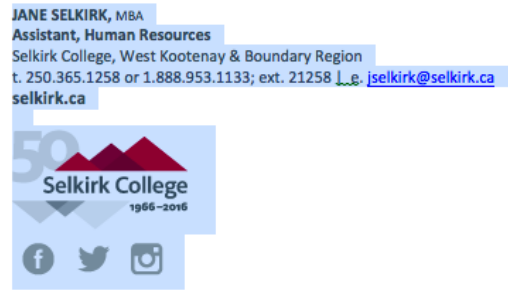 JANE SELKIRK, MBA
Assistant, Human Resources
Selkirk College, West Kootenay & Boundary Region
t. 250.365.1258 or 1.888.953.1133; ext. 21258 | e. jselkirk@selkirk.ca
selkirk.ca
50
Selkirk College
1966–2016